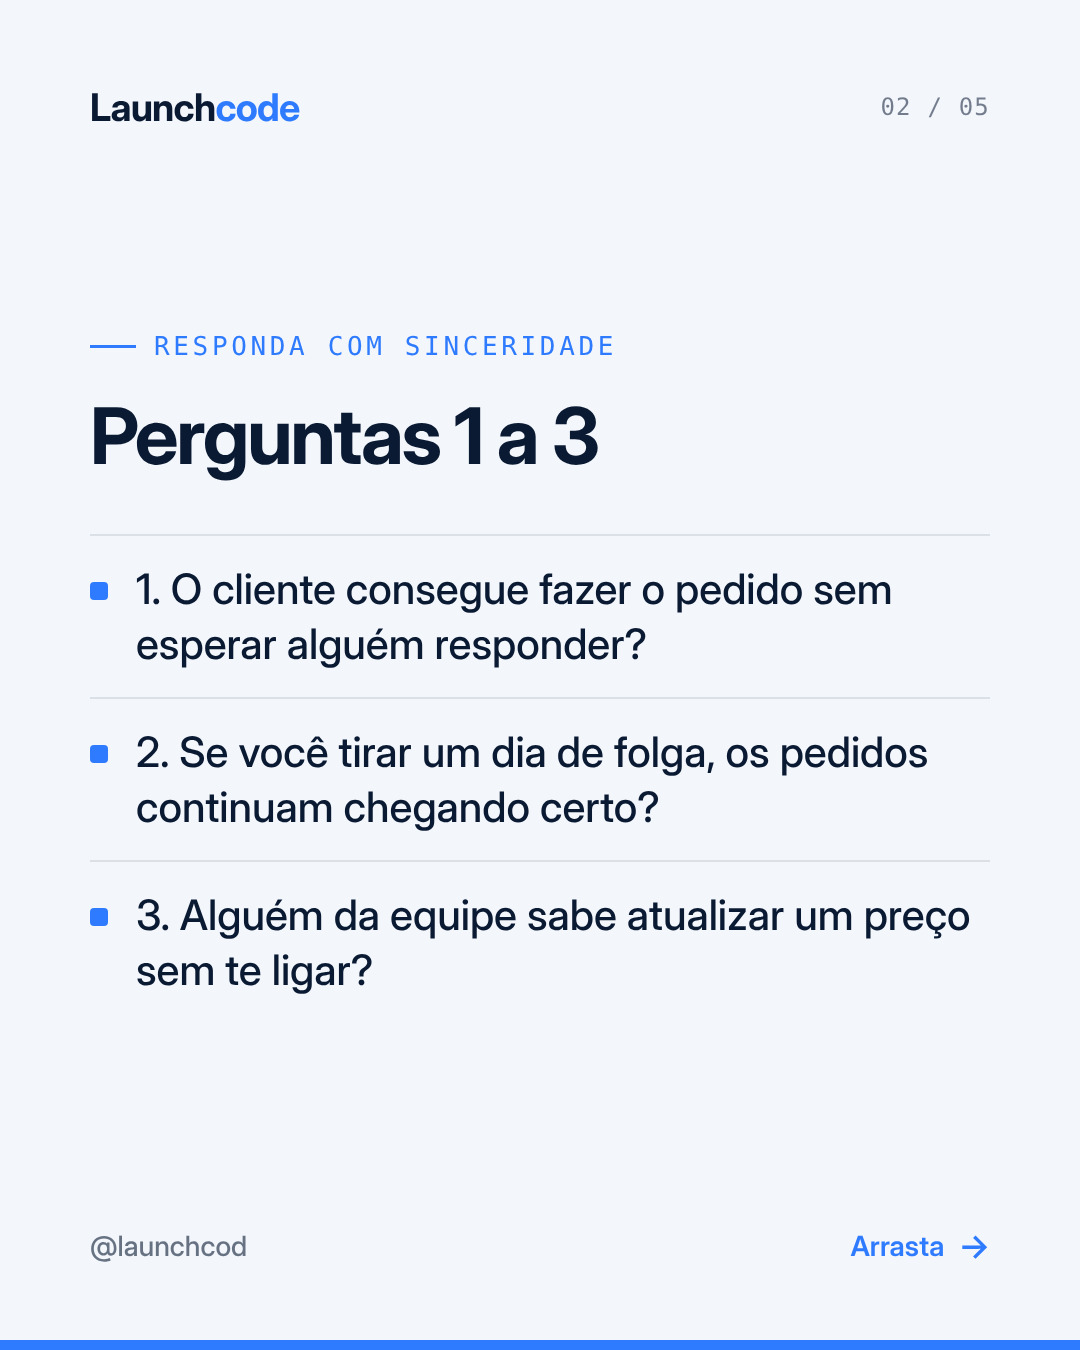 Launchcode
02 / 05
RESPONDA COM SINCERIDADE
Perguntas 1 a 3
1. O cliente consegue fazer o pedido sem
esperar alguém responder?
2. Se você tirar um dia de folga, os pedidos
continuam chegando certo?
3. Alguém da equipe sabe atualizar um preço
sem te ligar?
@launchcod
Arrasta →